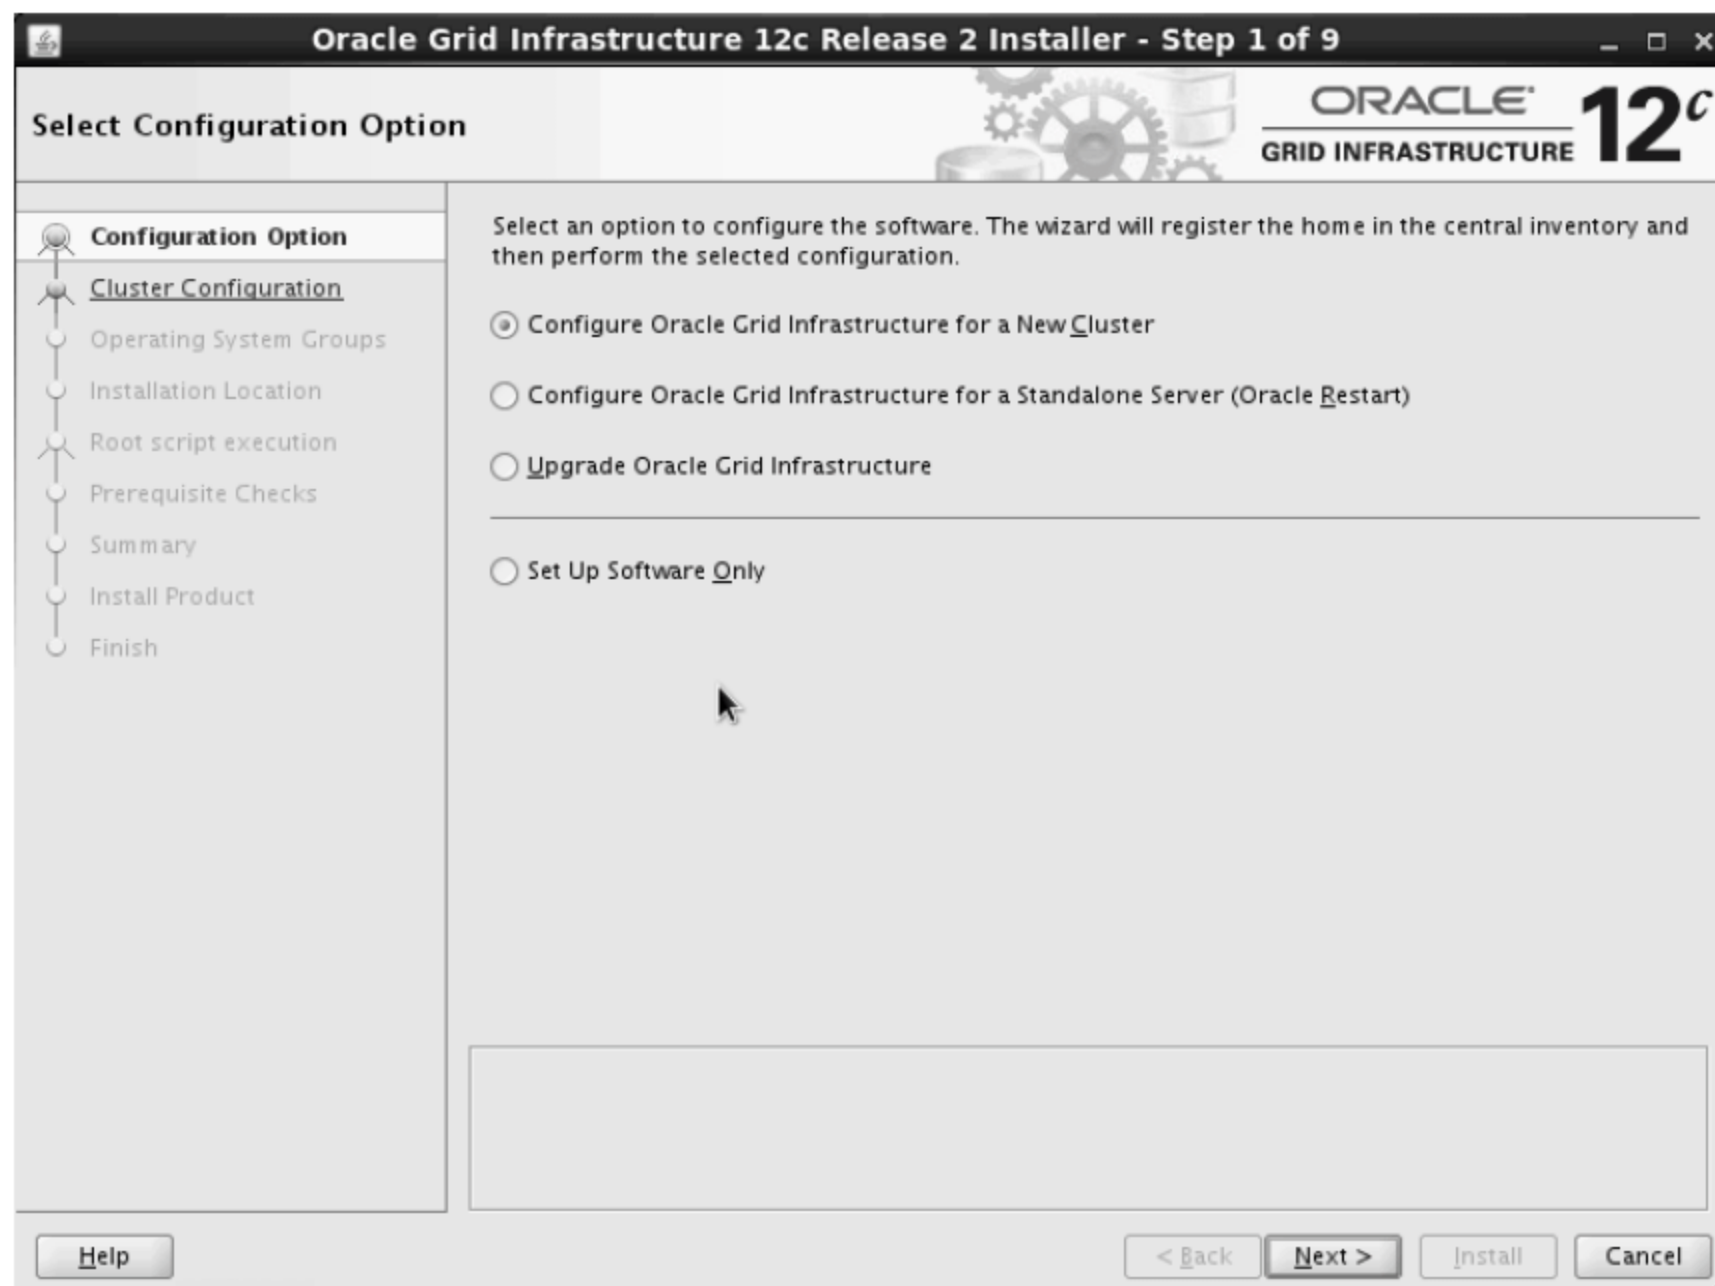 Oracle Grid Infrastructure 12c Release 2 Installer - Step 1 of 9
Select Configuration Option
ORACLE
GRID INFRASTRUCTURE
12c
Configuration Option
Cluster Configuration
Operating System Groups
Installation Location
Root script execution
Prerequisite Checks
Summary
Install Product
Finish
Select an option to configure the software. The wizard will register the home in the central inventory and
then perform the selected configuration.
Configure Oracle Grid Infrastructure for a New Cluster
Configure Oracle Grid Infrastructure for a Standalone Server (Oracle Restart)
Upgrade Oracle Grid Infrastructure
Set Up Software Only
Help
< Back
Next >
Install
Cancel